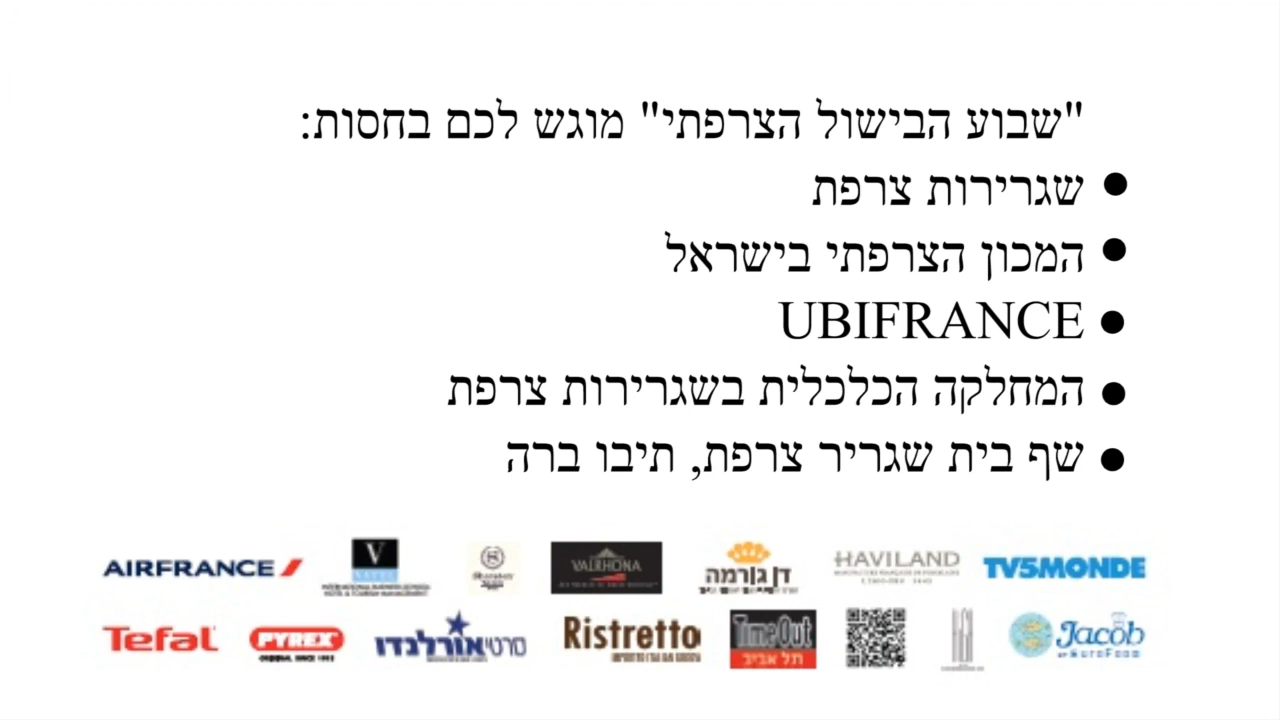 "שבוע הבישול הצרפתי" מוגש לכם בחסות:
שגרירות צרפת
המכון הצרפתי בישראל
UBIFRANCE
המחלקה הכלכלית בשגרירות צרפת
שף בית שגריר צרפת, תיבו ברה
AIRFRANCE
V
VALRHONA
דן גורמה
HAVILAND
TV5MONDE
Tefal
PYREX
סרטי אורלנדו
Ristretto
TimeOut
תל אביב
Jacob